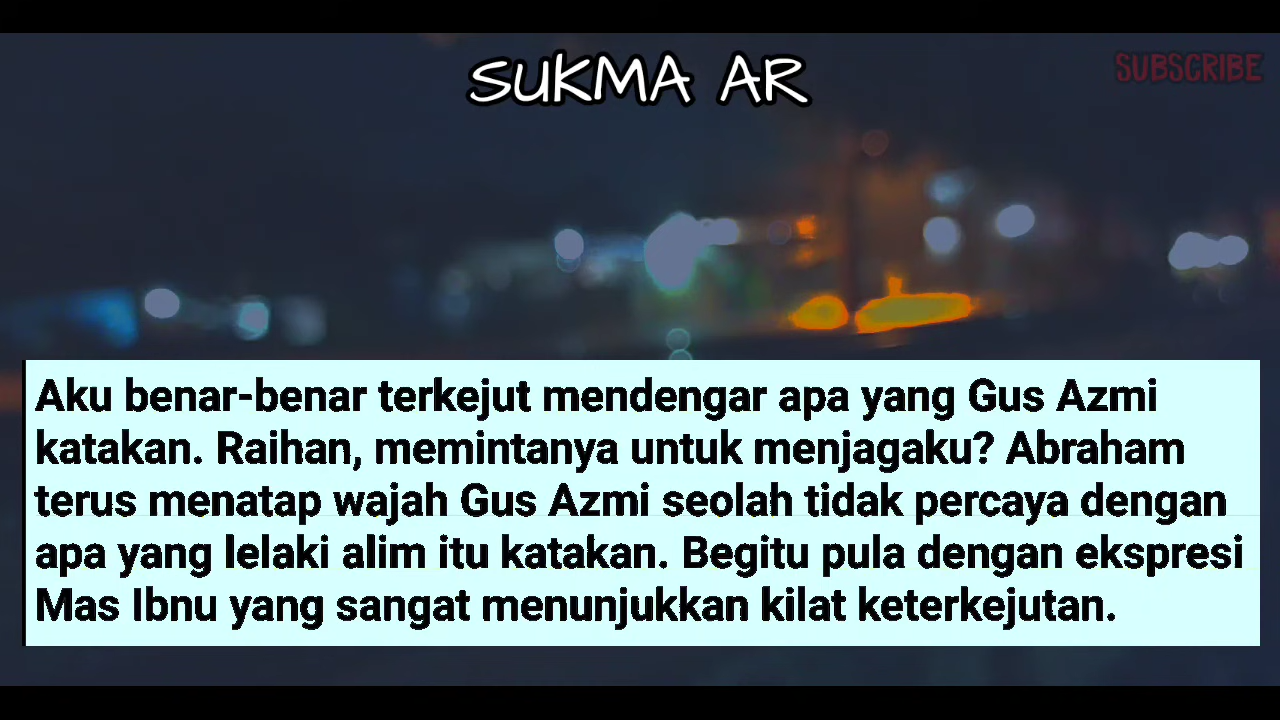 SUKMA AR
SUBSCRIBE
Aku benar-benar terkejut mendengar apa yang Gus Azmi
katakan. Raihan, memintanya untuk menjagaku? Abraham
terus menatap wajah Gus Azmi seolah tidak percaya dengan
apa yang lelaki alim itu katakan. Begitu pula dengan ekspresi
Mas Ibnu yang sangat menunjukkan kilat keterkejutan.